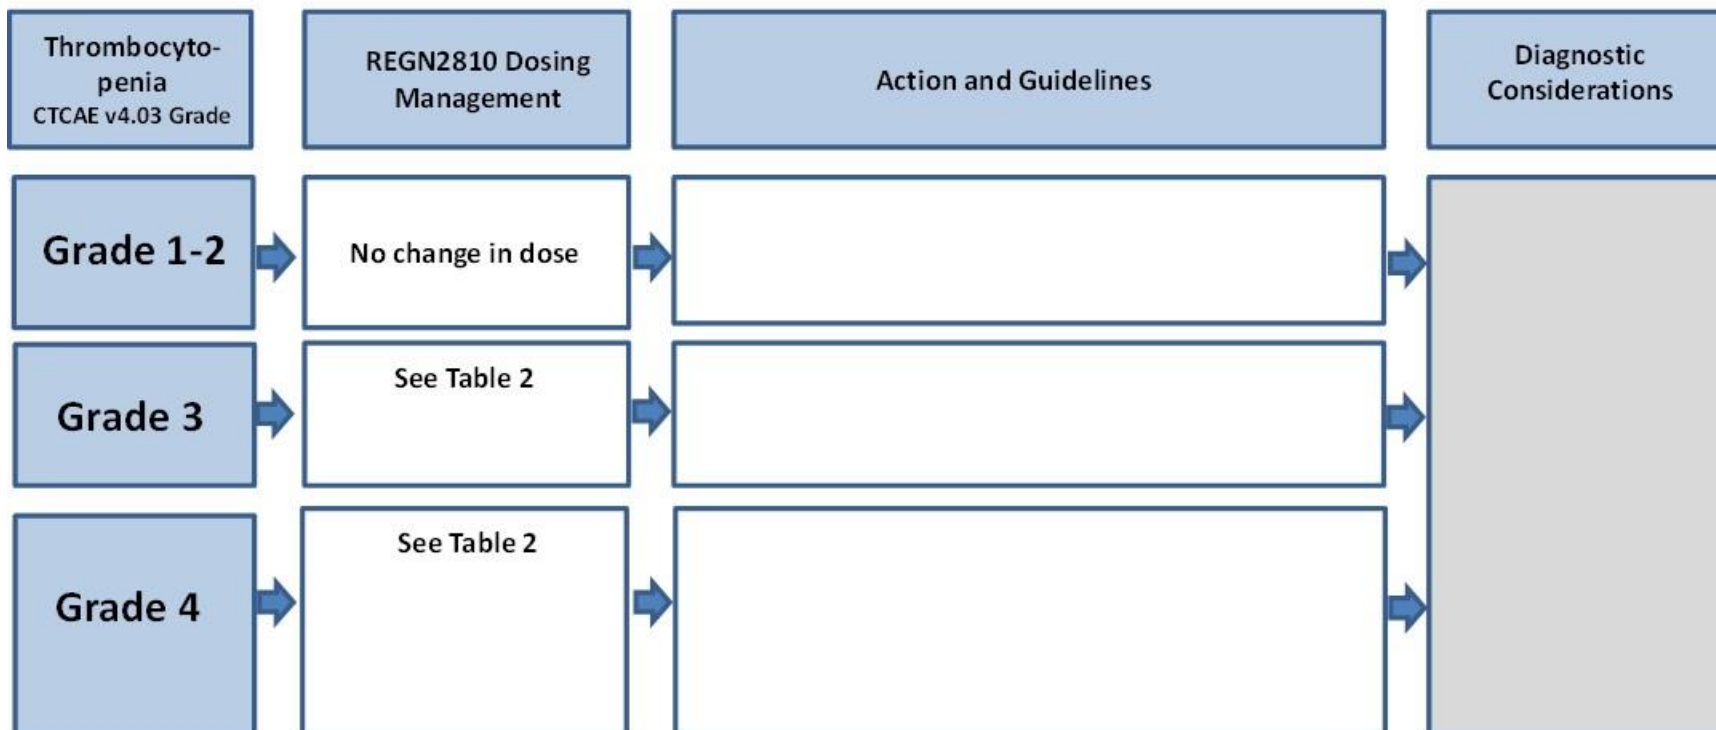 Thrombocyto-
penia
CTCAE v4.03 Grade
REGN2810 Dosing
Management
Action and Guidelines
Diagnostic
Considerations
Grade 1-2
No change in dose
Grade 3
See Table 2
Grade 4
See Table 2